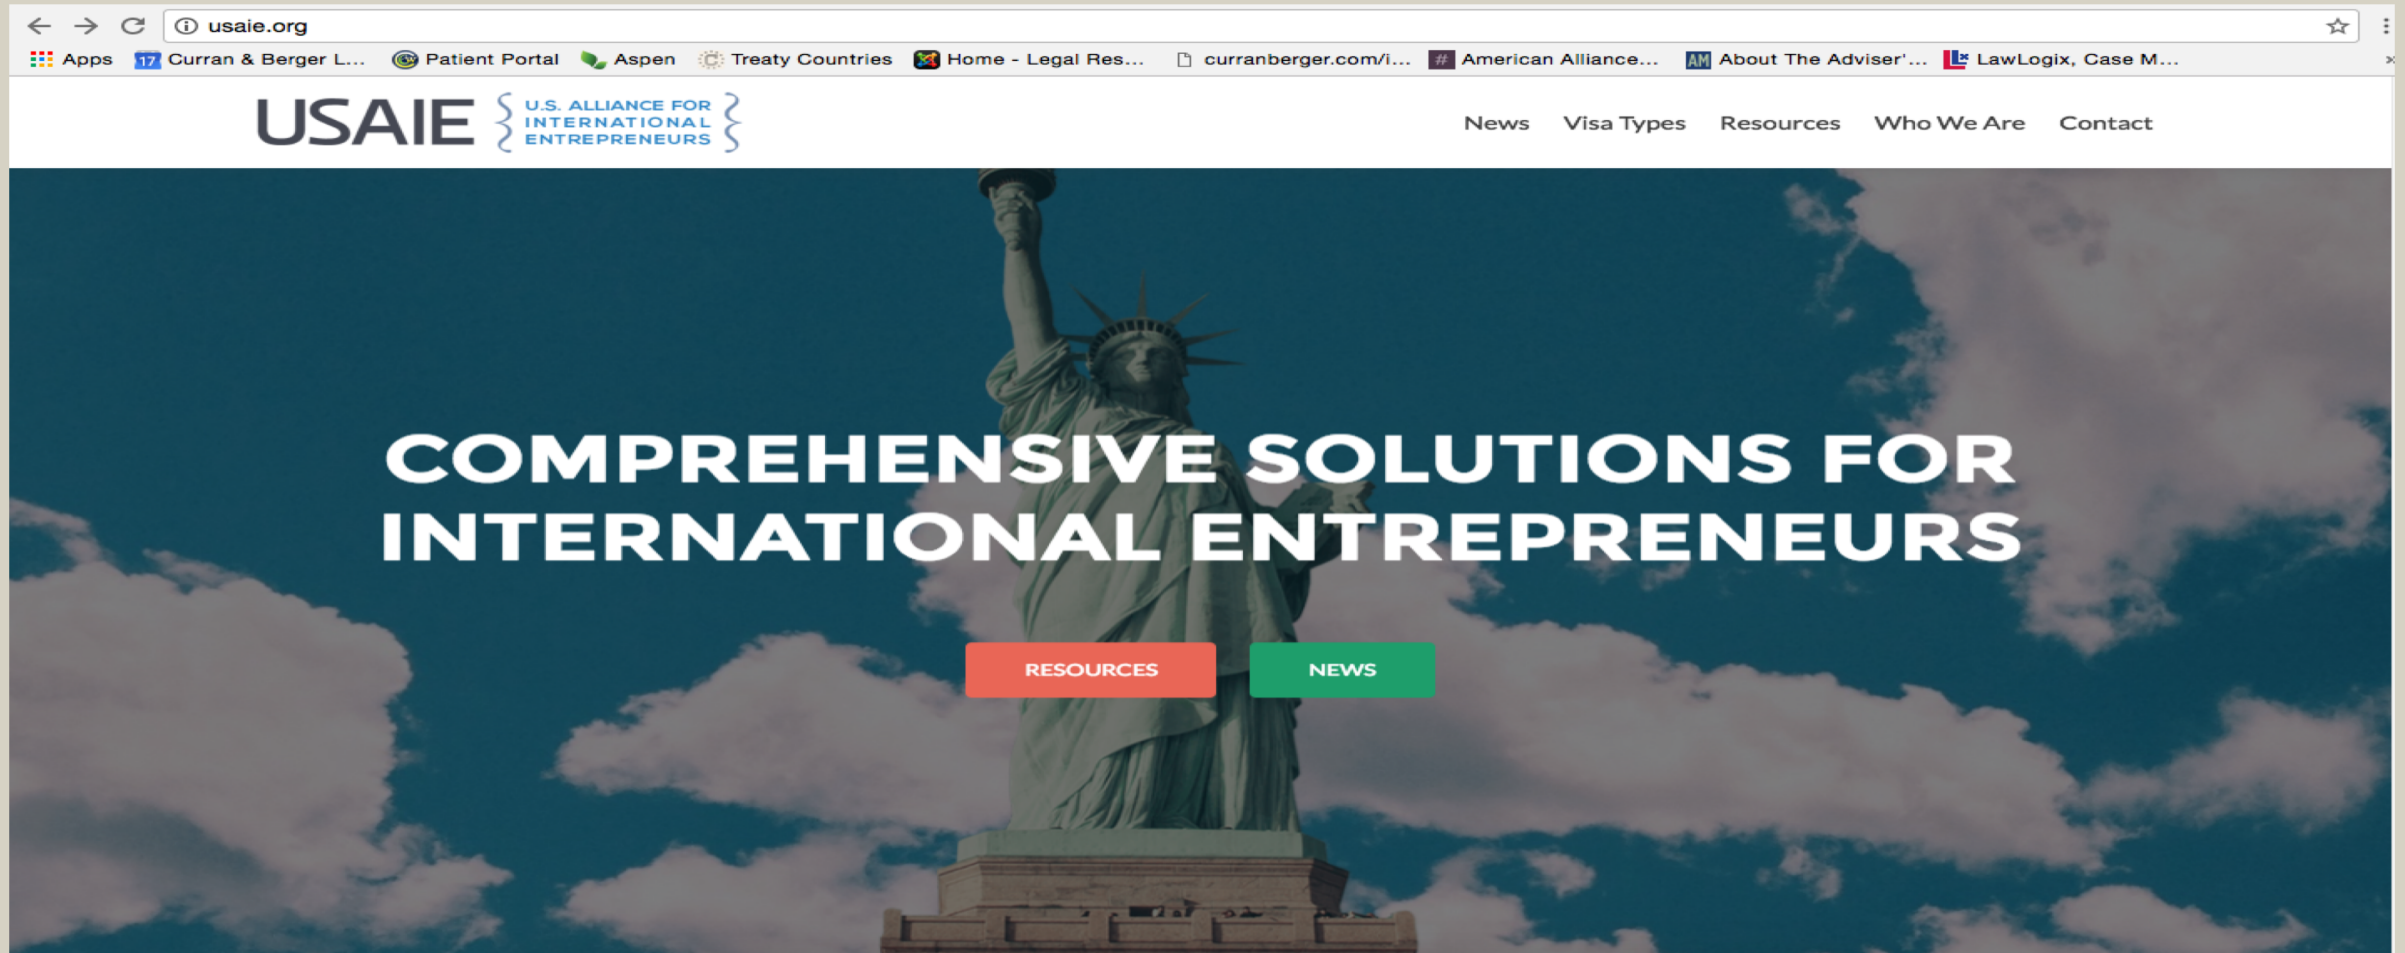 usaie.org
Apps 17 Curran & Berger L... Patient Portal Aspen Treaty Countries Home - Legal Res... curranberger.com/i... # American Alliance... AM About The Adviser'... LawLogix, Case M...
USAIE
U.S. ALLIANCE FOR
INTERNATIONAL
ENTREPRENEURS
News Visa Types Resources Who We Are Contact
COMPREHENSIVE SOLUTIONS FOR
INTERNATIONAL ENTREPRENEURS
RESOURCES NEWS